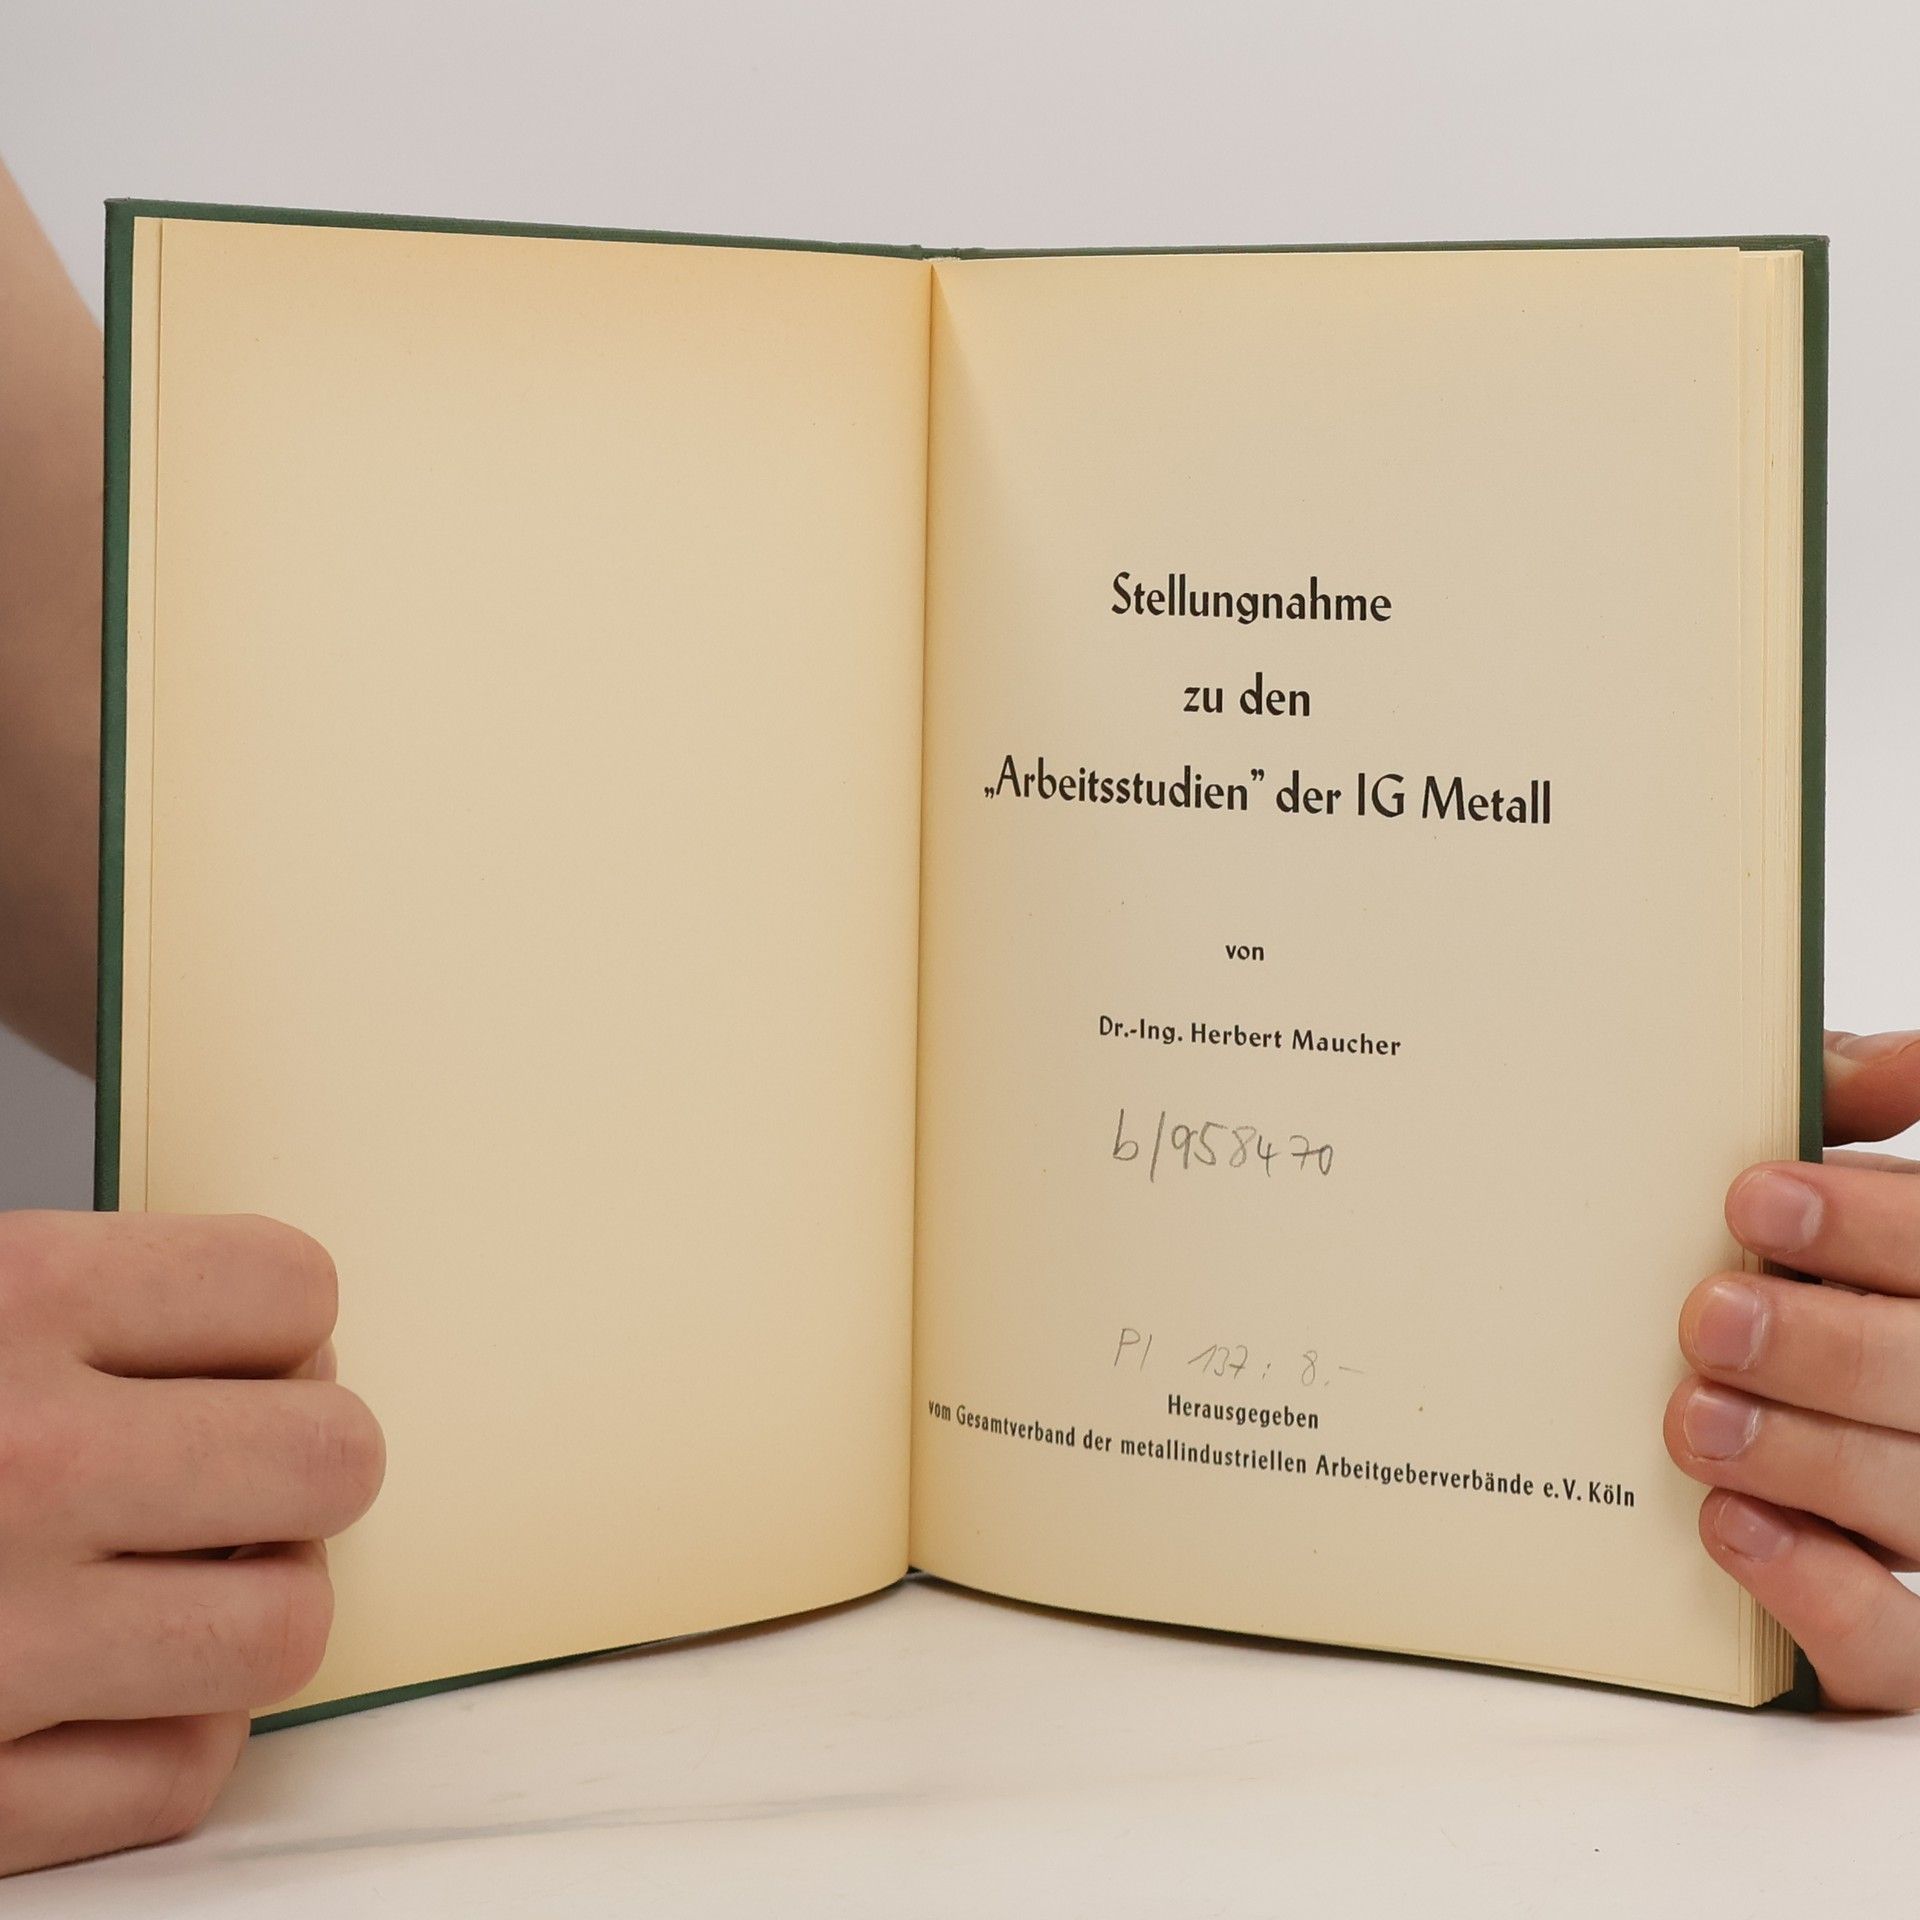 Stellungnahme
zu den
„Arbeitsstudien” der IG Metall
von
Dr.-Ing. Herbert Maucher
b/958470
PI 137: 8.-
Herausgegeben
vom Gesamtverband der metallindustriellen Arbeitgeberverbände e.V. Köln